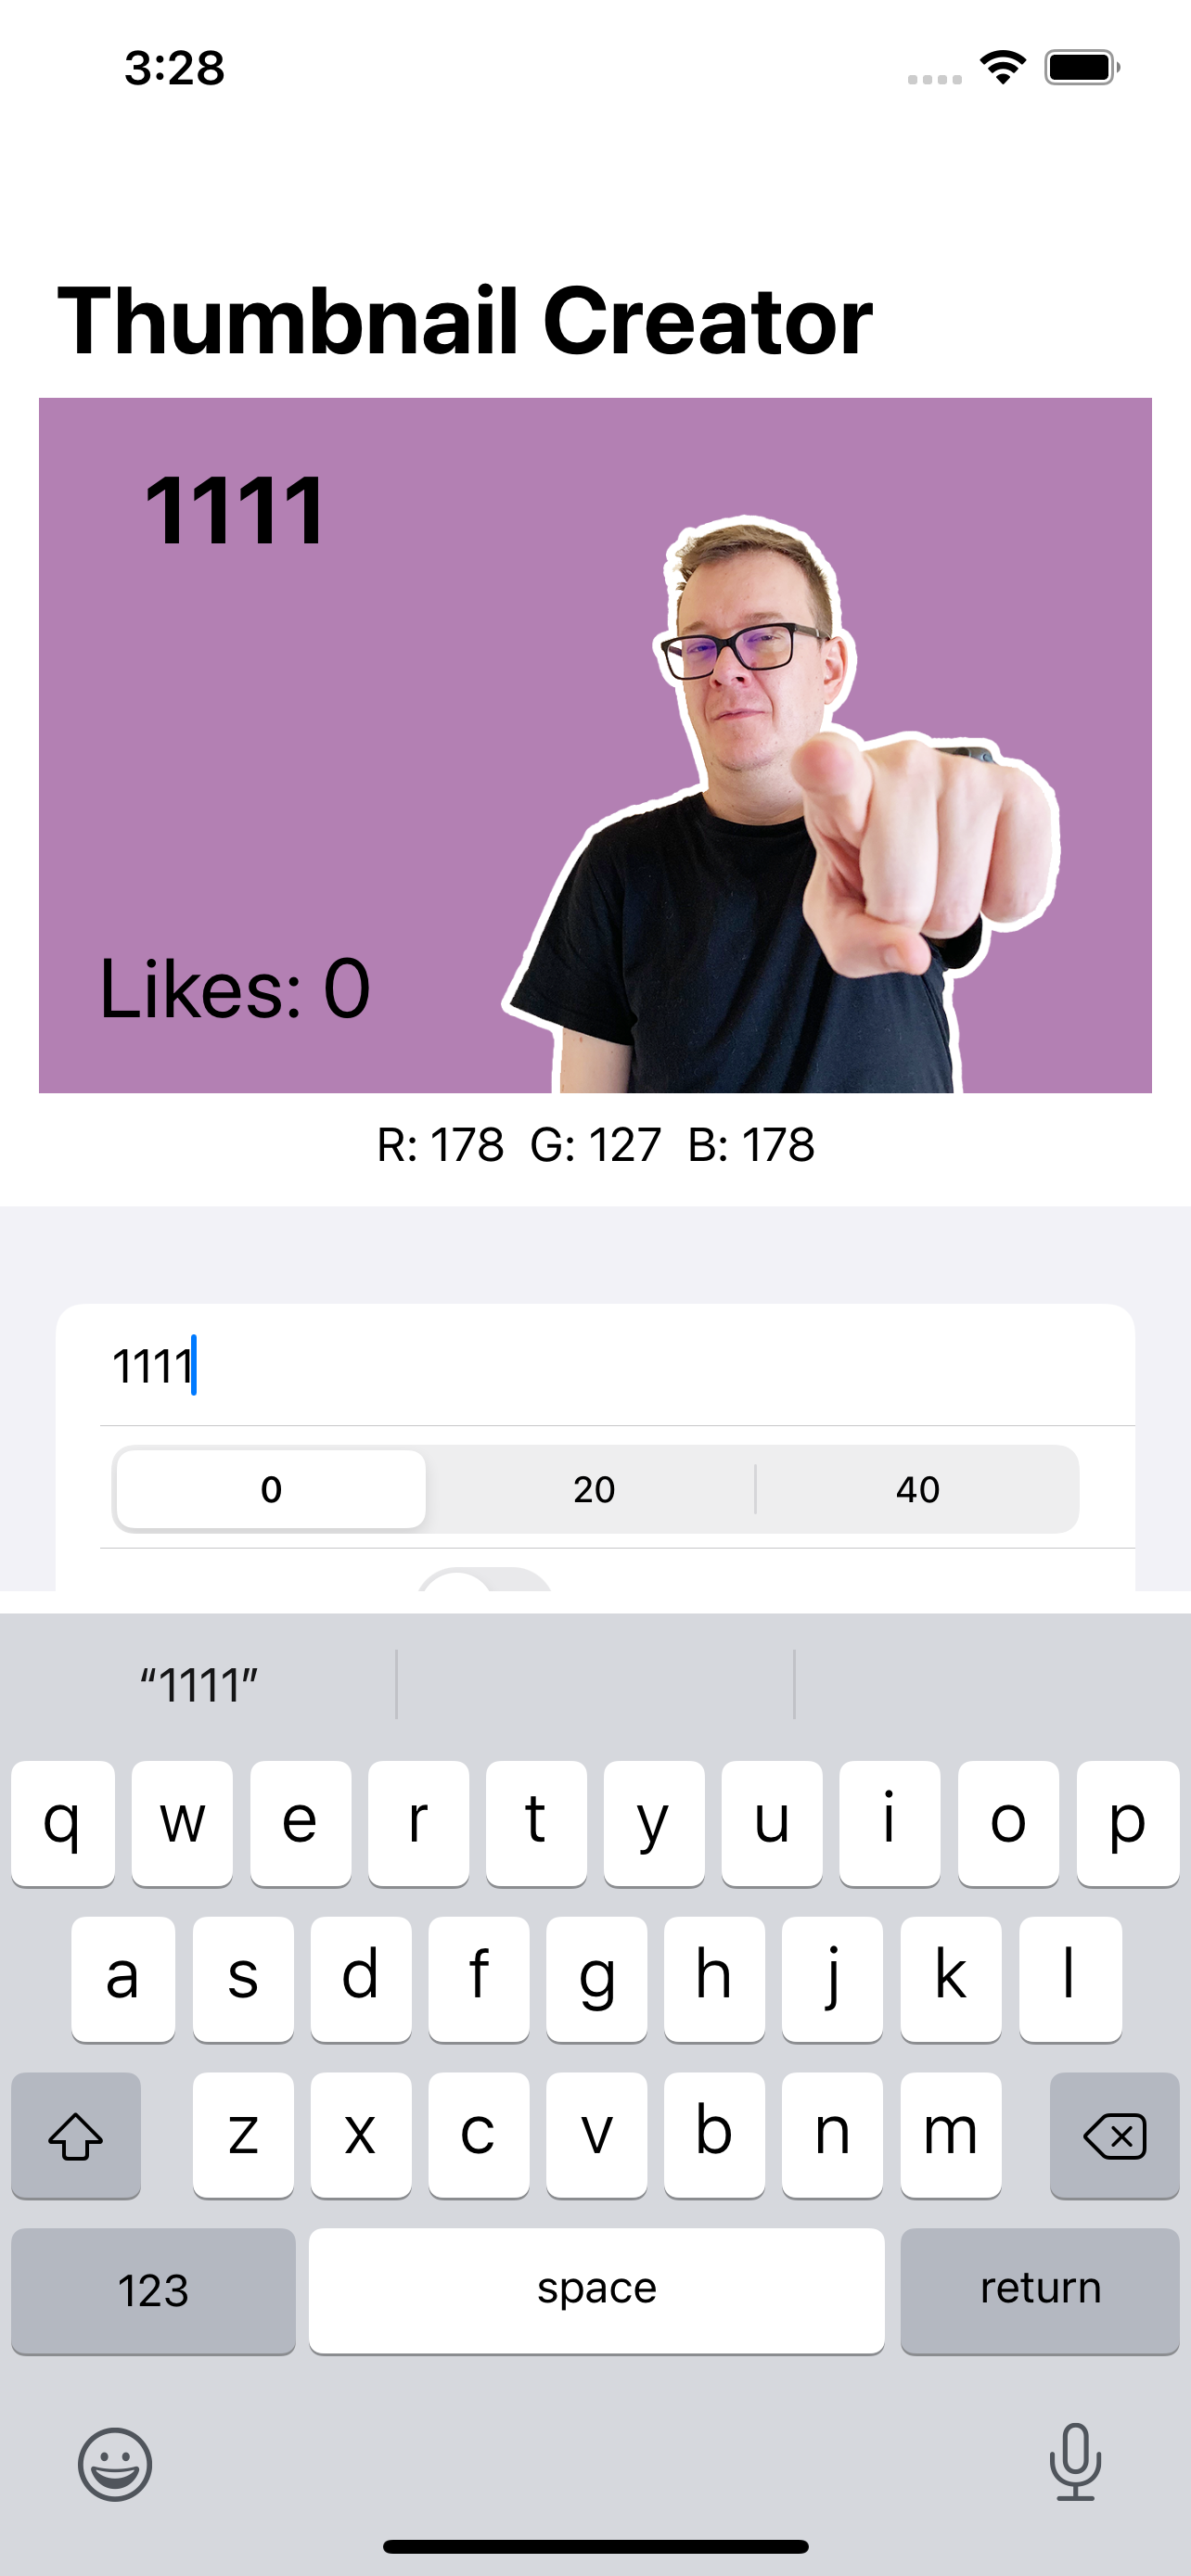 3:28
Thumbnail Creator
1111
Likes: 0
R: 178 G: 127 B: 178
1111
0 20 40
“1111”
q w e r t y u i o p
a s d f g h j k l
z x c v b n m
123 space return